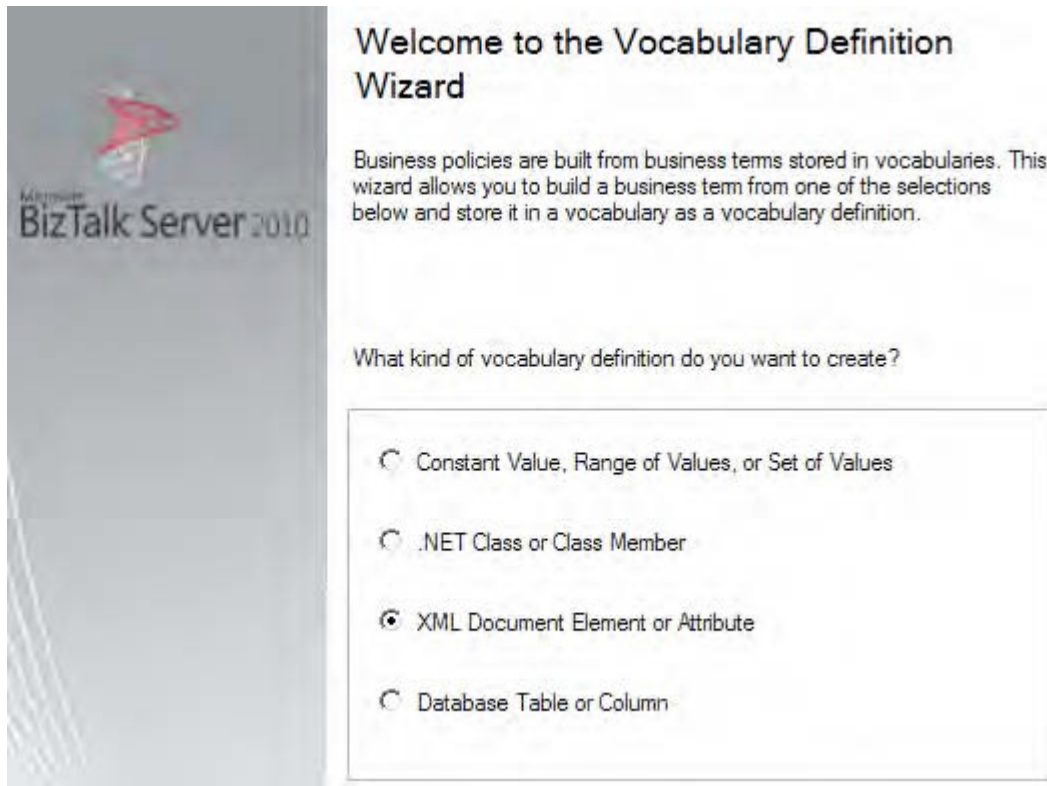 Welcome to the Vocabulary Definition
Wizard
Business policies are built from business terms stored in vocabularies. This
wizard allows you to build a business term from one of the selections
below and store it in a vocabulary as a vocabulary definition.
Microsoft
BizTalk Server 2010
What kind of vocabulary definition do you want to create?
Constant Value, Range of Values, or Set of Values
.NET Class or Class Member
XML Document Element or Attribute
Database Table or Column